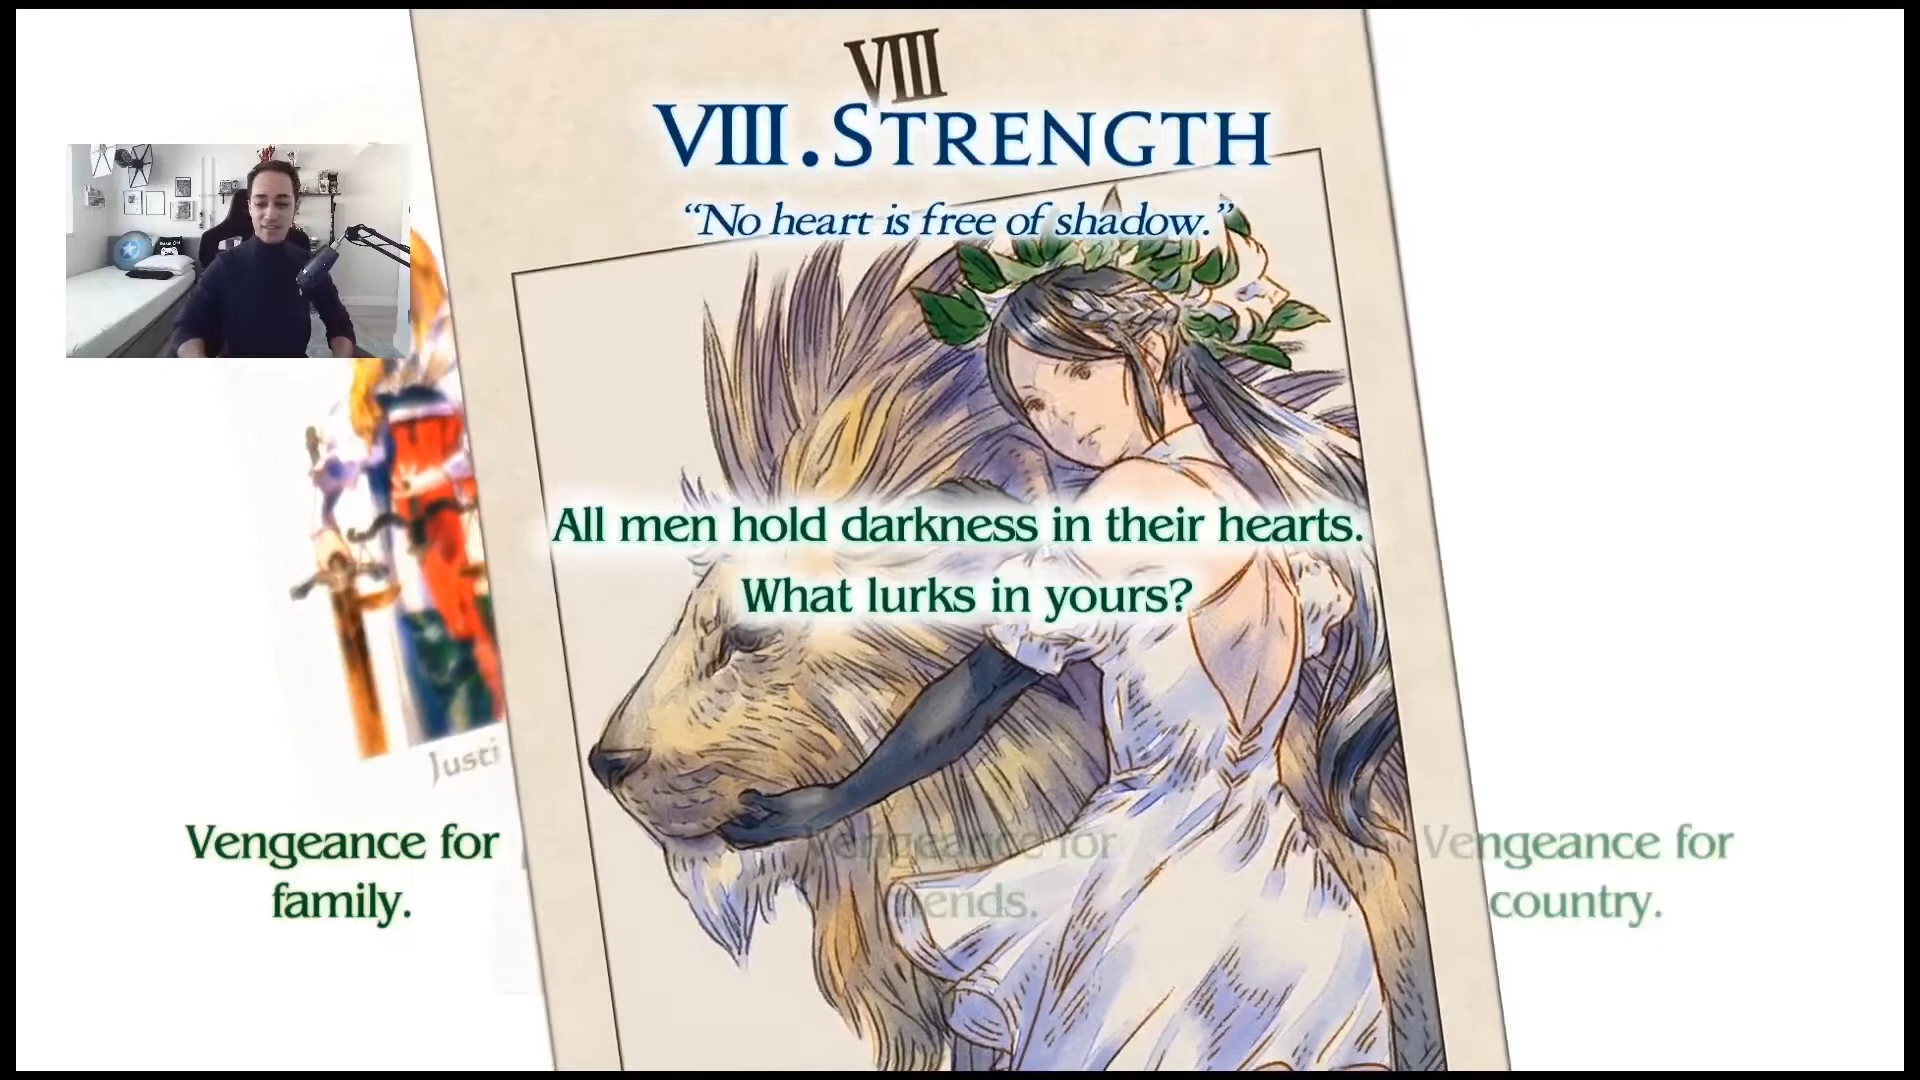 VIII
VIII. STRENGTH
“No heart is free of shadow.”
All men hold darkness in their hearts.
What lurks in yours?
Justi
Vengeance for
family.
Vengeance for
ends.
Vengeance for
country.